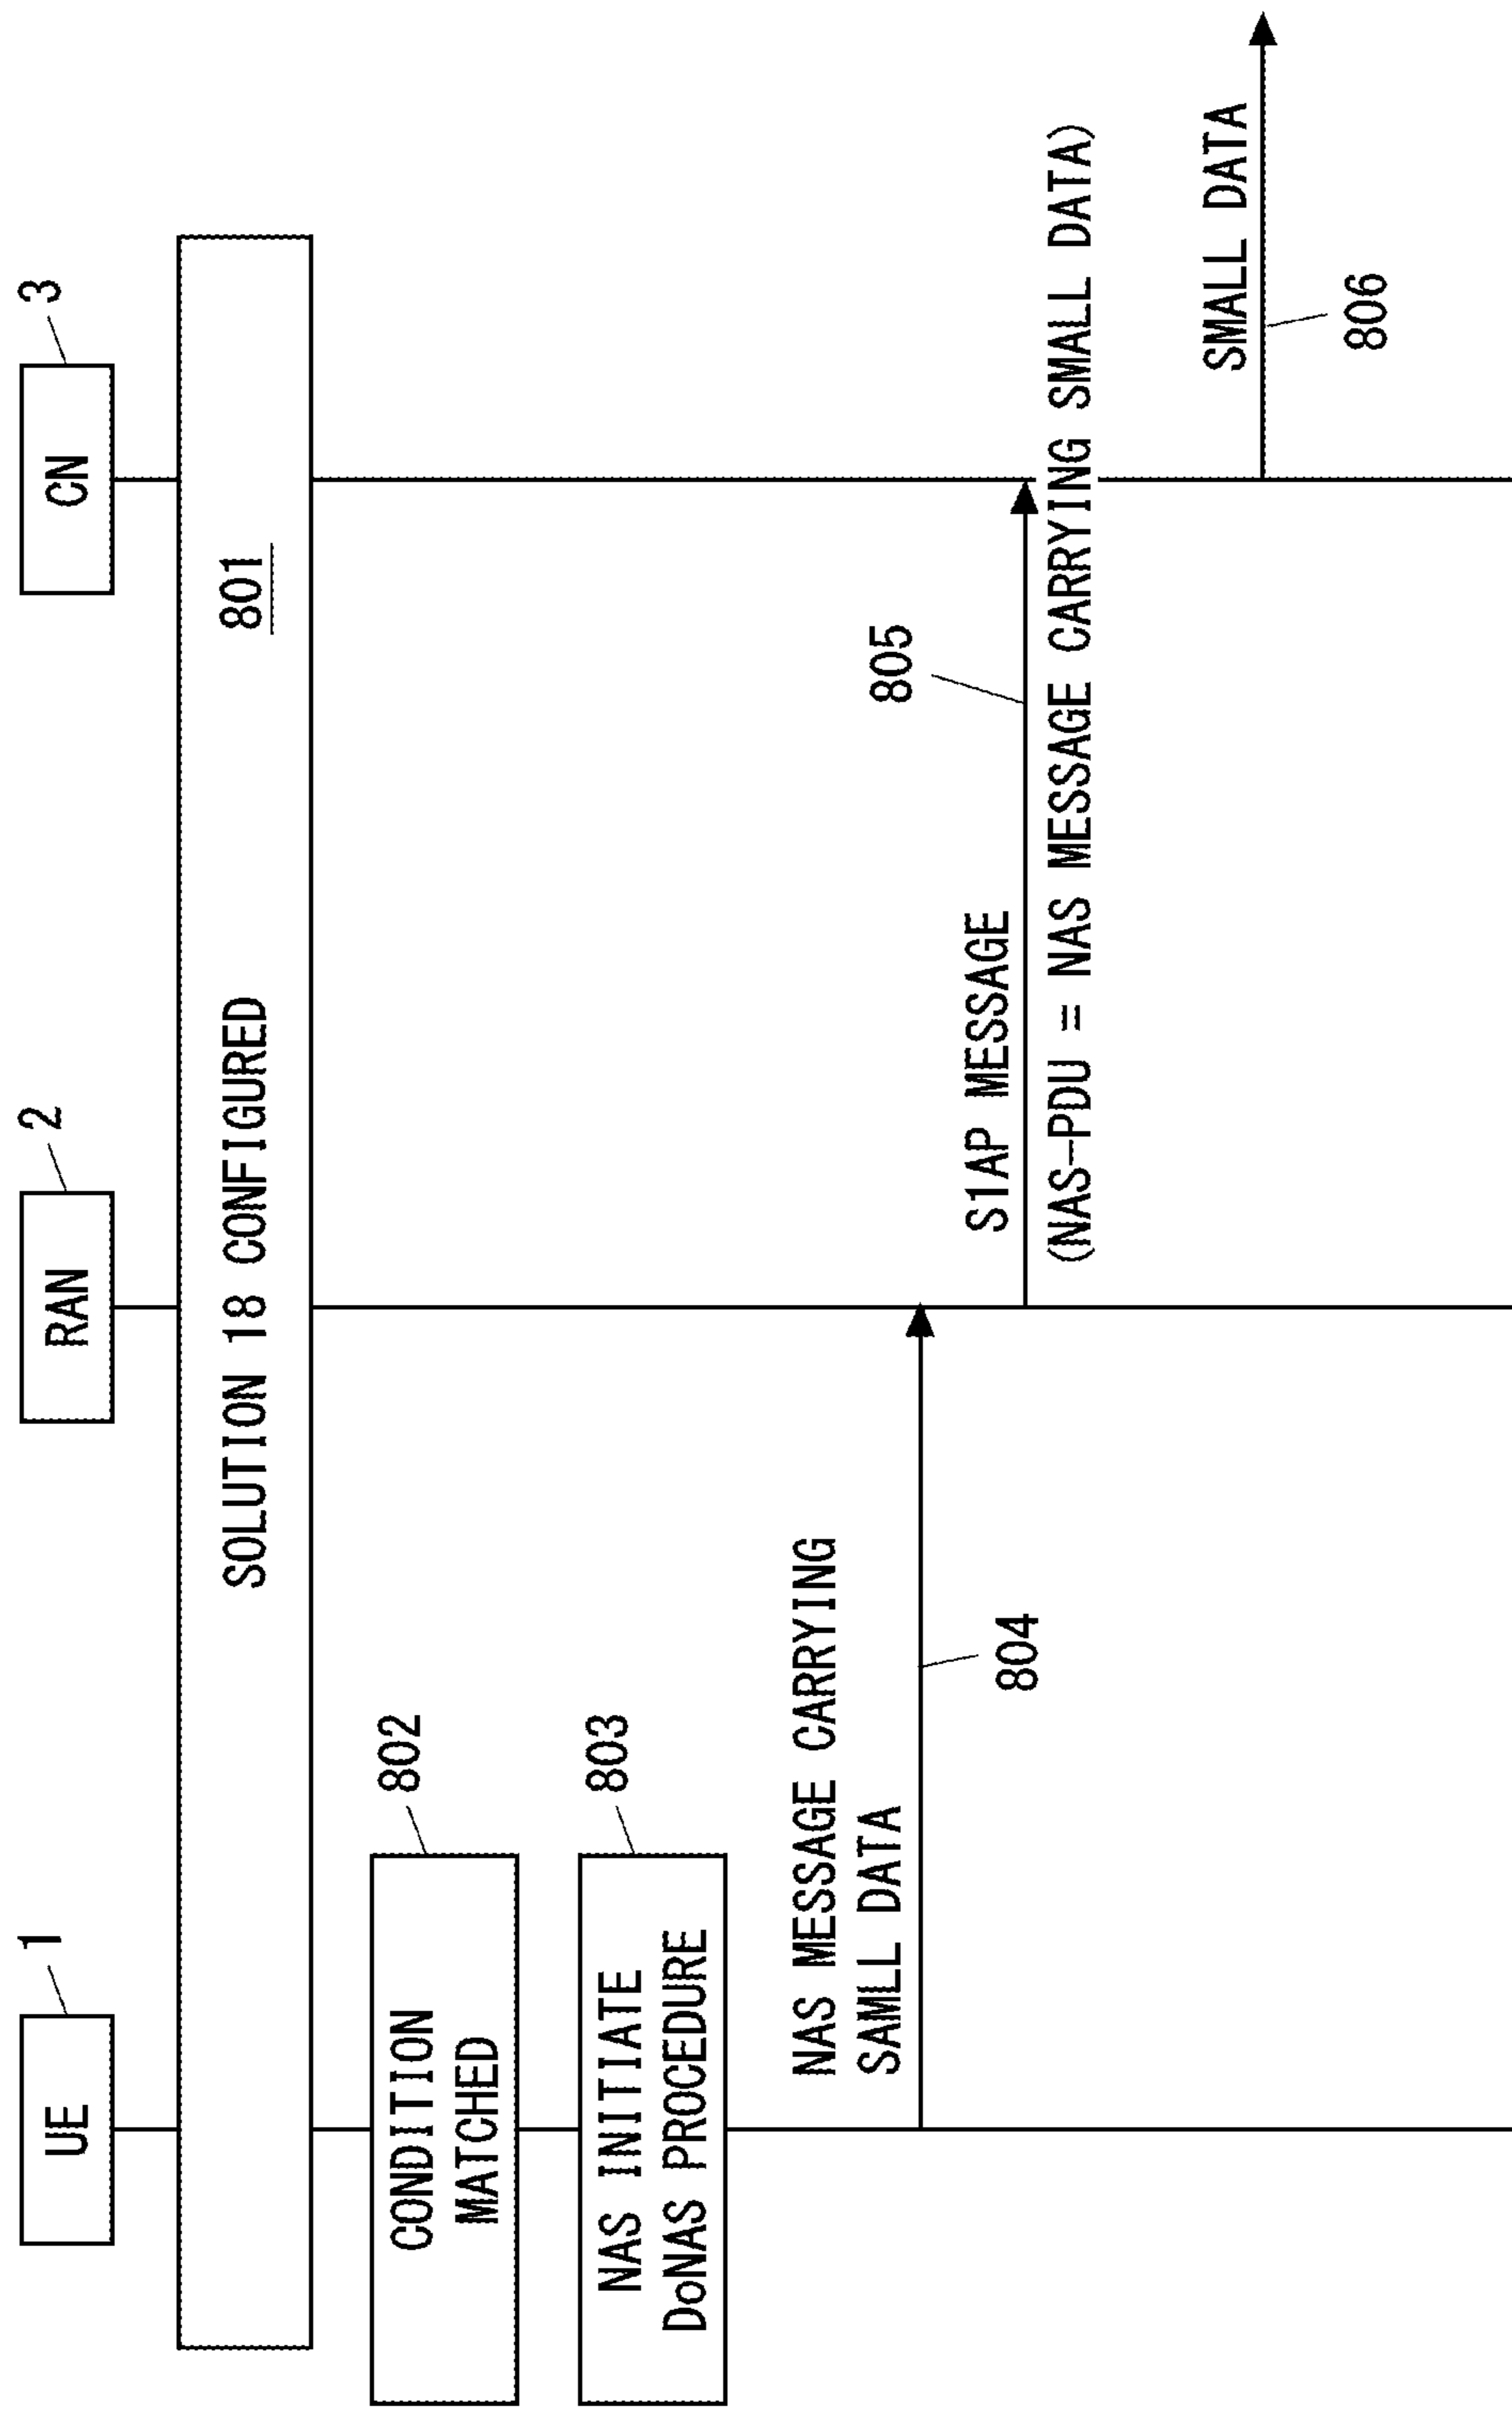 UE
1
RAN
2
CN
3
SOLUTION 18 CONFIGURED
801
CONDITION
MATCHED
802
NAS INITIATE
DoNAS PROCEDURE
803
NAS MESSAGE CARRYING
SAMLL DATA
804
805
S1AP MESSAGE
(NAS-PDU = NAS MESSAGE CARRYING SMALL DATA)
SMALL DATA
806